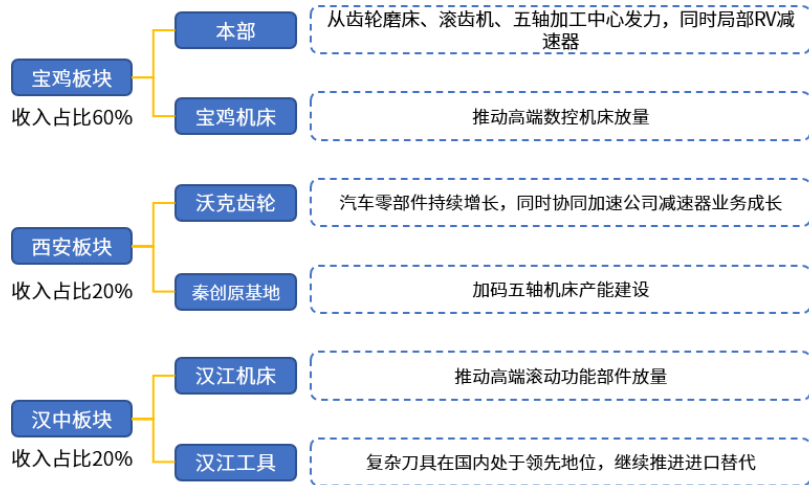 本部
从齿轮磨床、滚齿机、五轴加工中心发力，同时局部RV减
速器
宝鸡板块
收入占比60%
宝鸡机床
推动高端数控机床放量
沃克齿轮
汽车零部件持续增长，同时协同加速公司减速器业务成长
西安板块
收入占比20%
秦创原基地
加码五轴机床产能建设
汉江机床
推动高端滚动功能部件放量
汉中板块
收入占比20%
汉江工具
复杂刀具在国内处于领先地位，继续推进进口替代